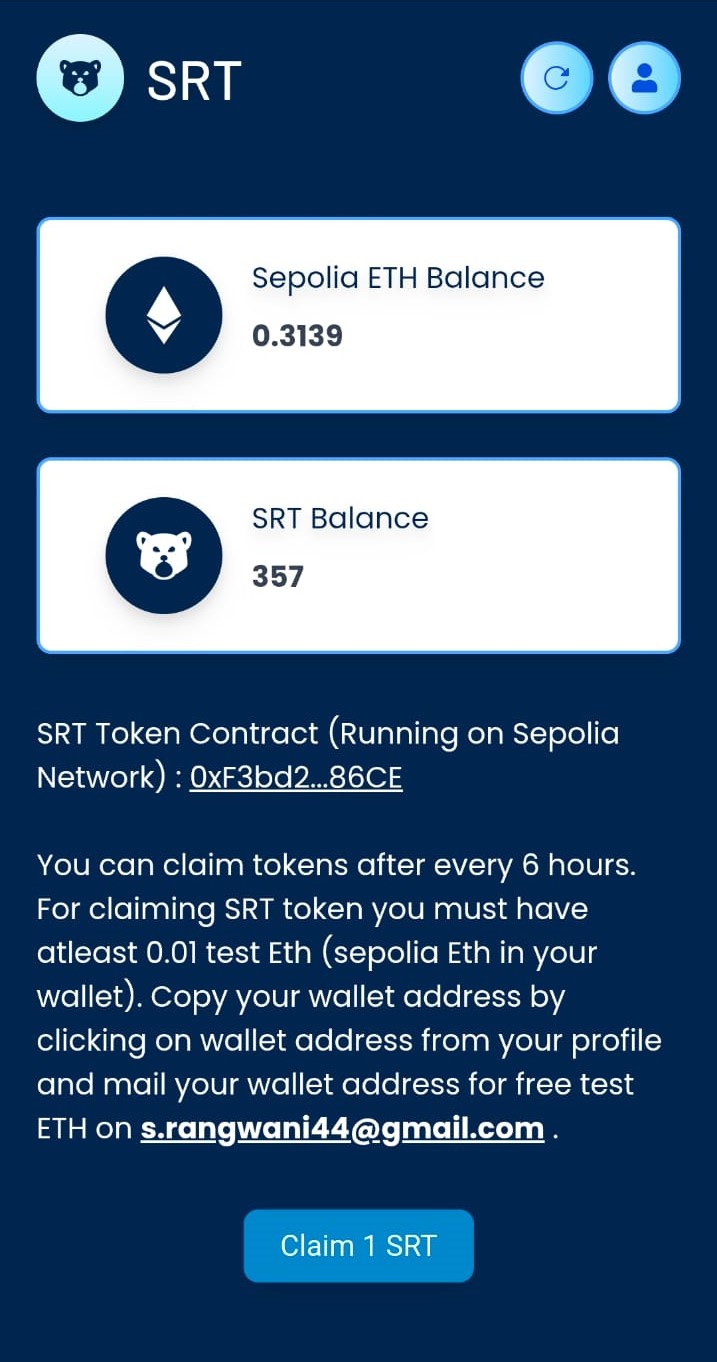 SRT
Sepolia ETH Balance
0.3139
SRT Balance
357
SRT Token Contract (Running on Sepolia
Network) : 0xF3bd2...86CE
You can claim tokens after every 6 hours.
For claiming SRT token you must have
atleast 0.01 test Eth (sepolia Eth in your
wallet). Copy your wallet address by
clicking on wallet address from your profile
and mail your wallet address for free test
ETH on s.rangwani44@gmail.com .
Claim 1 SRT